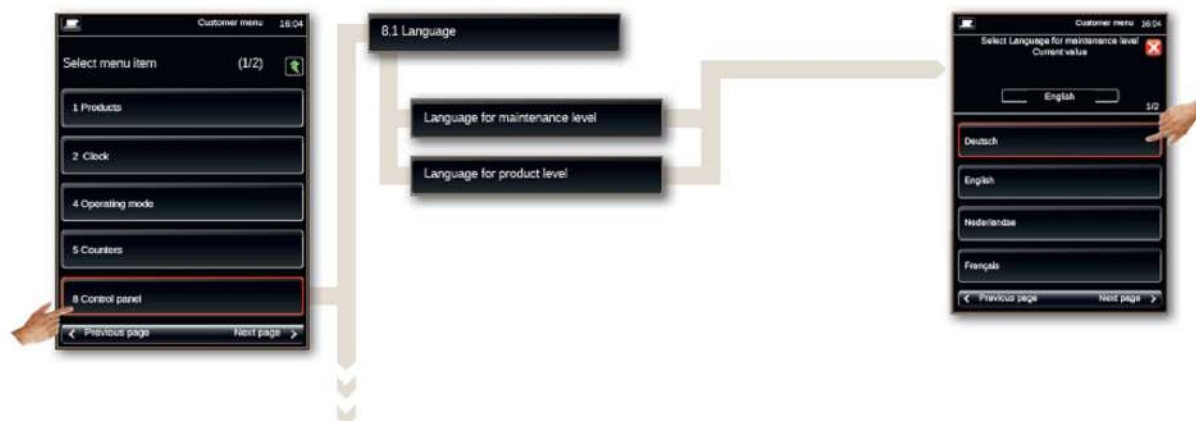 Customer menu 16:04
Select menu item (1/2)
1 Products
2 Clock
4 Operating mode
5 Counters
8 Control panel
< Previous page Next page >
8.1 Language
Language for maintenance level
Language for product level
Customer menu 16:04
Select Language for maintenance level
Current value
English
1/2
Deutsch
English
Nederlandse
Français
< Previous page Next page >